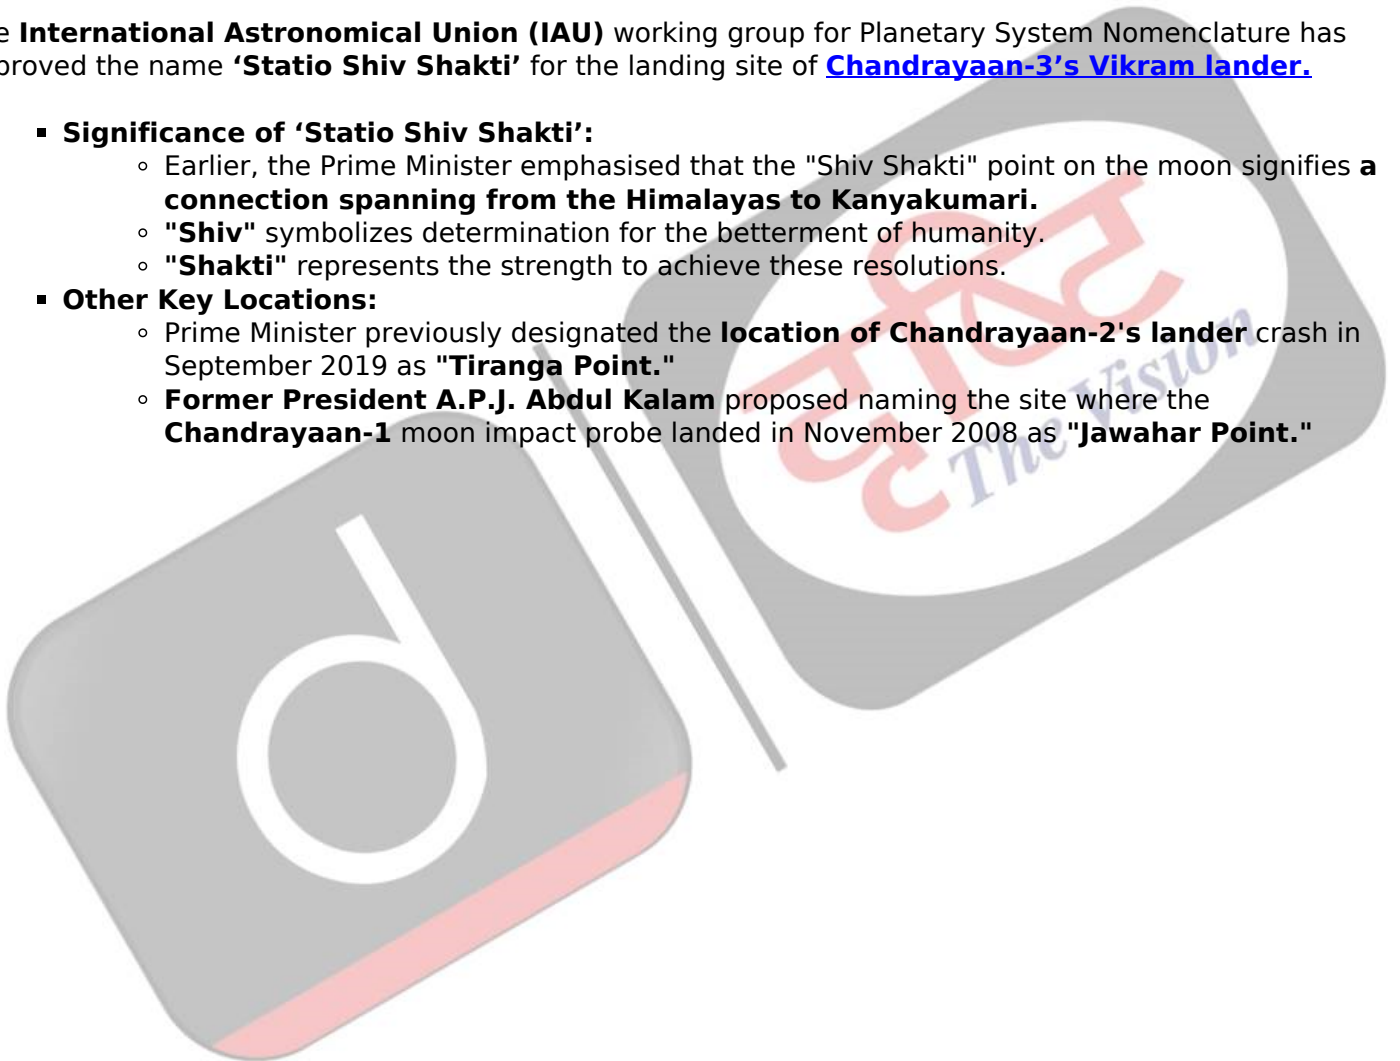 e International Astronomical Union (IAU) working group for Planetary System Nomenclature has
proved the name ‘Statio Shiv Shakti’ for the landing site of Chandrayaan-3’s Vikram lander.
▪ Significance of ‘Statio Shiv Shakti’:
◦ Earlier, the Prime Minister emphasised that the "Shiv Shakti" point on the moon signifies a
connection spanning from the Himalayas to Kanyakumari.
◦ "Shiv" symbolizes determination for the betterment of humanity.
◦ "Shakti" represents the strength to achieve these resolutions.
▪ Other Key Locations:
◦ Prime Minister previously designated the location of Chandrayaan-2's lander crash in
September 2019 as "Tiranga Point."
◦ Former President A.P.J. Abdul Kalam proposed naming the site where the
Chandrayaan-1 moon impact probe landed in November 2008 as "Jawahar Point."
दृष्टि
The Vision
d